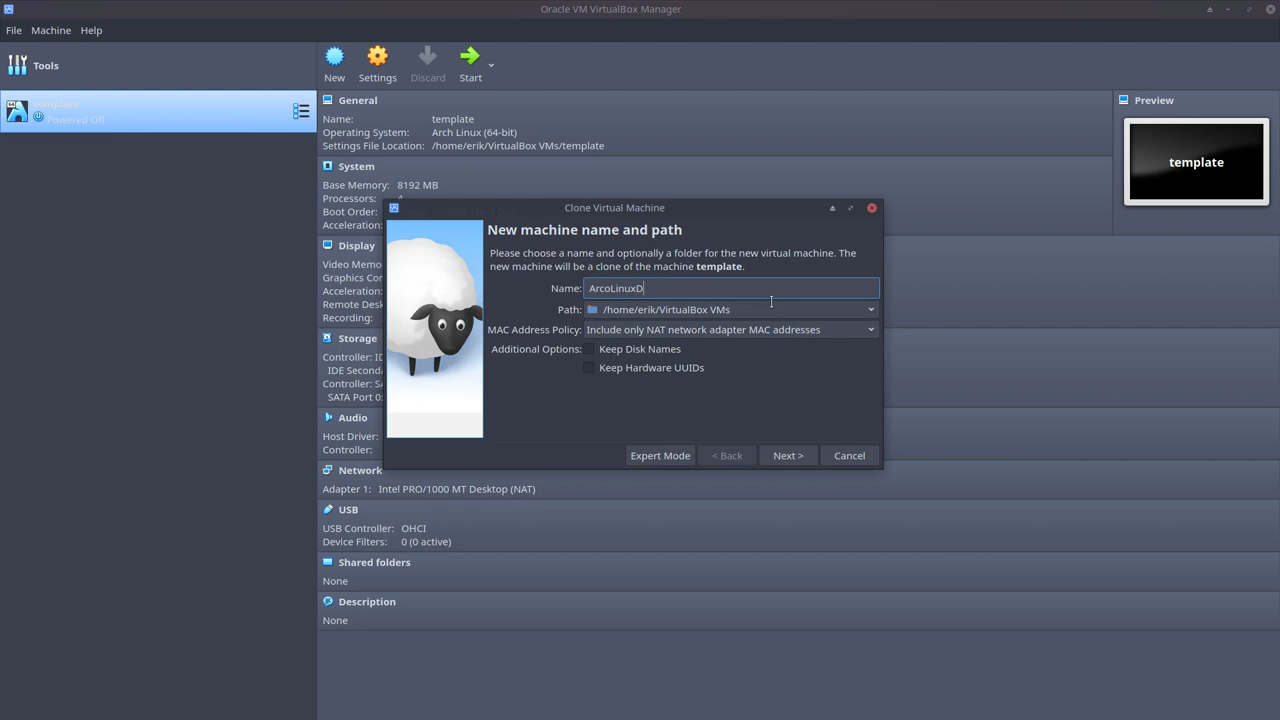 Oracle VM VirtualBox Manager
File Machine Help
Tools
New Settings Discard Start
64
template
Powered Off
General
Name: template
Operating System: Arch Linux (64-bit)
Settings File Location: /home/erik/VirtualBox VMs/template
Preview
template
System
Base Memory: 8192 MB
Processors:
Boot Order:
Acceleration:
Display
Video Memo
Graphics Cor
Acceleration:
Remote Desk
Recording:
Storage
Controller: ID
IDE Seconda
Controller: SA
SATA Port 0:
Audio
Host Driver:
Controller:
Network
Adapter 1: Intel PRO/1000 MT Desktop (NAT)
USB
USB Controller: OHCI
Device Filters: 0 (0 active)
Shared folders
None
Description
None
Clone Virtual Machine
New machine name and path
Please choose a name and optionally a folder for the new virtual machine. The
new machine will be a clone of the machine template.
Name: ArcoLinuxD
Path: /home/erik/VirtualBox VMs
MAC Address Policy: Include only NAT network adapter MAC addresses
Additional Options: Keep Disk Names
Keep Hardware UUIDs
Expert Mode < Back Next > Cancel